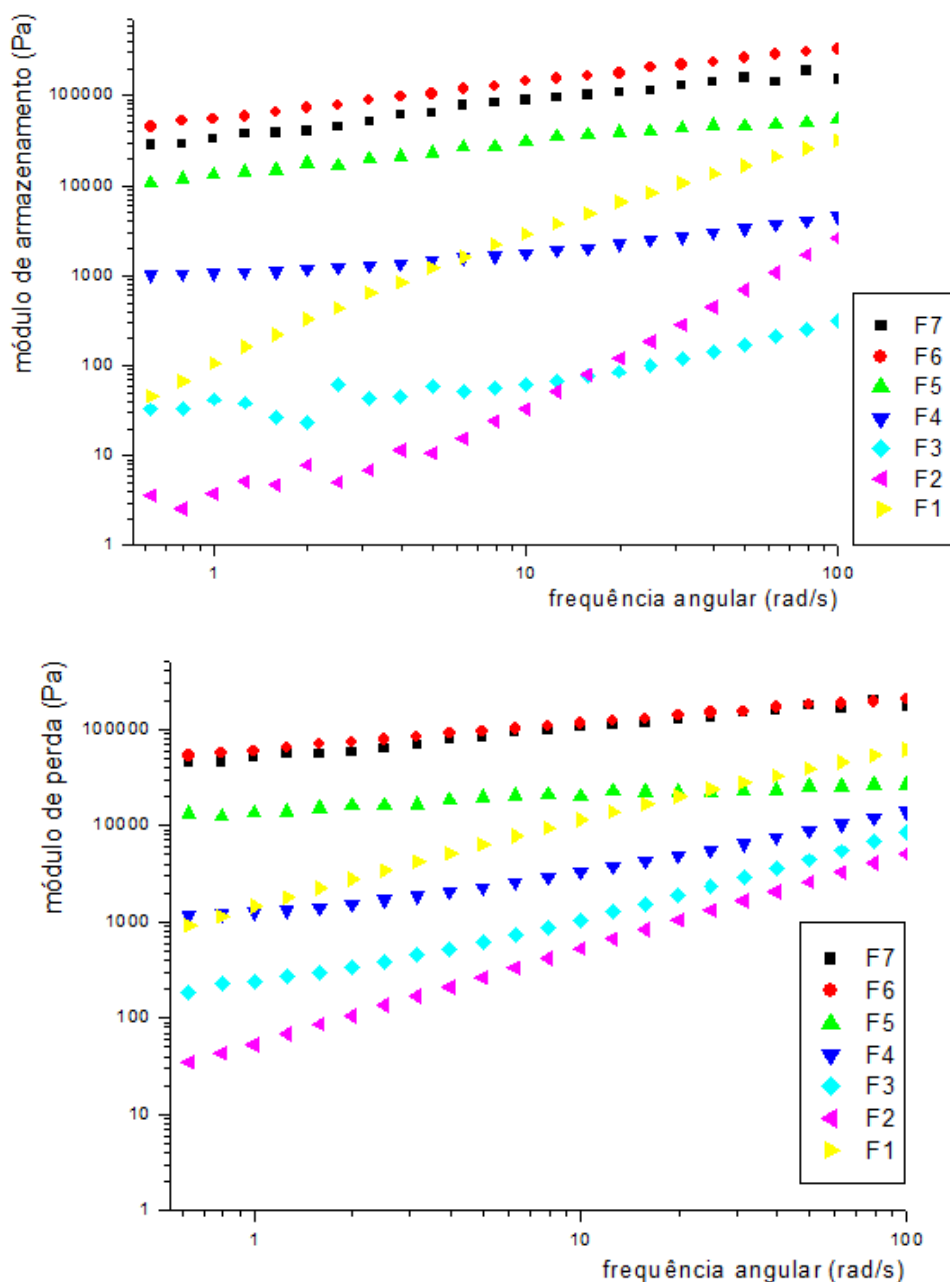 módulo de armazenamento (Pa)
100000
10000
1000
100
10
1
1
10
100
frequência angular (rad/s)
F7
F6
F5
F4
F3
F2
F1
módulo de perda (Pa)
100000
10000
1000
100
10
1
1
10
100
frequência angular (rad/s)
F7
F6
F5
F4
F3
F2
F1